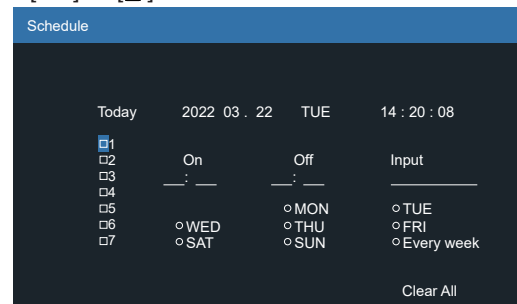 Schedule
Today 2022 03 . 22 TUE 14 : 20 : 08
1
2 On Off Input
3 __: __ __: __ ________
4
5 MON TUE
6 WED THU FRI
7 SAT SUN Every week
Clear All